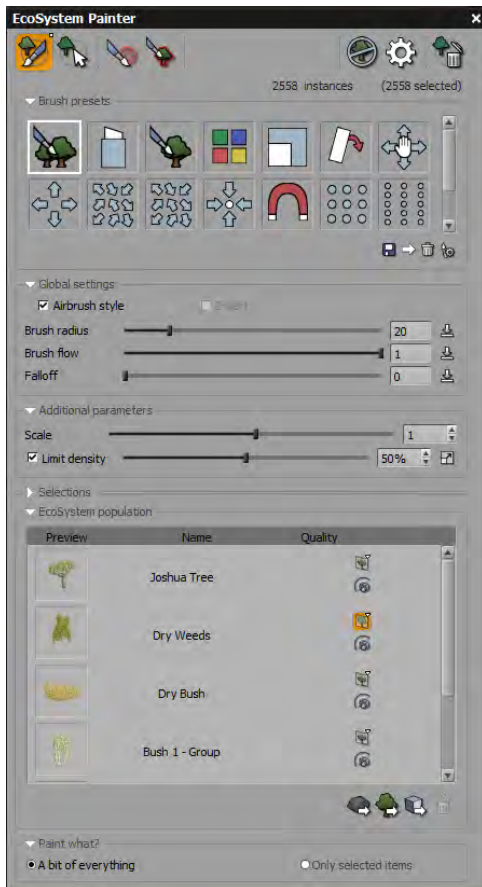 EcoSystem Painter x
2558 instances (2558 selected)
Brush presets
Global settings
Airbrush style Invert
Brush radius 20
Brush flow 1
Falloff 0
Additional parameters
Scale 1
Limit density 50%
Selections
EcoSystem population
Preview Name Quality
Joshua Tree
Dry Weeds
Dry Bush
Bush 1 - Group
Paint what?
A bit of everything Only selected items